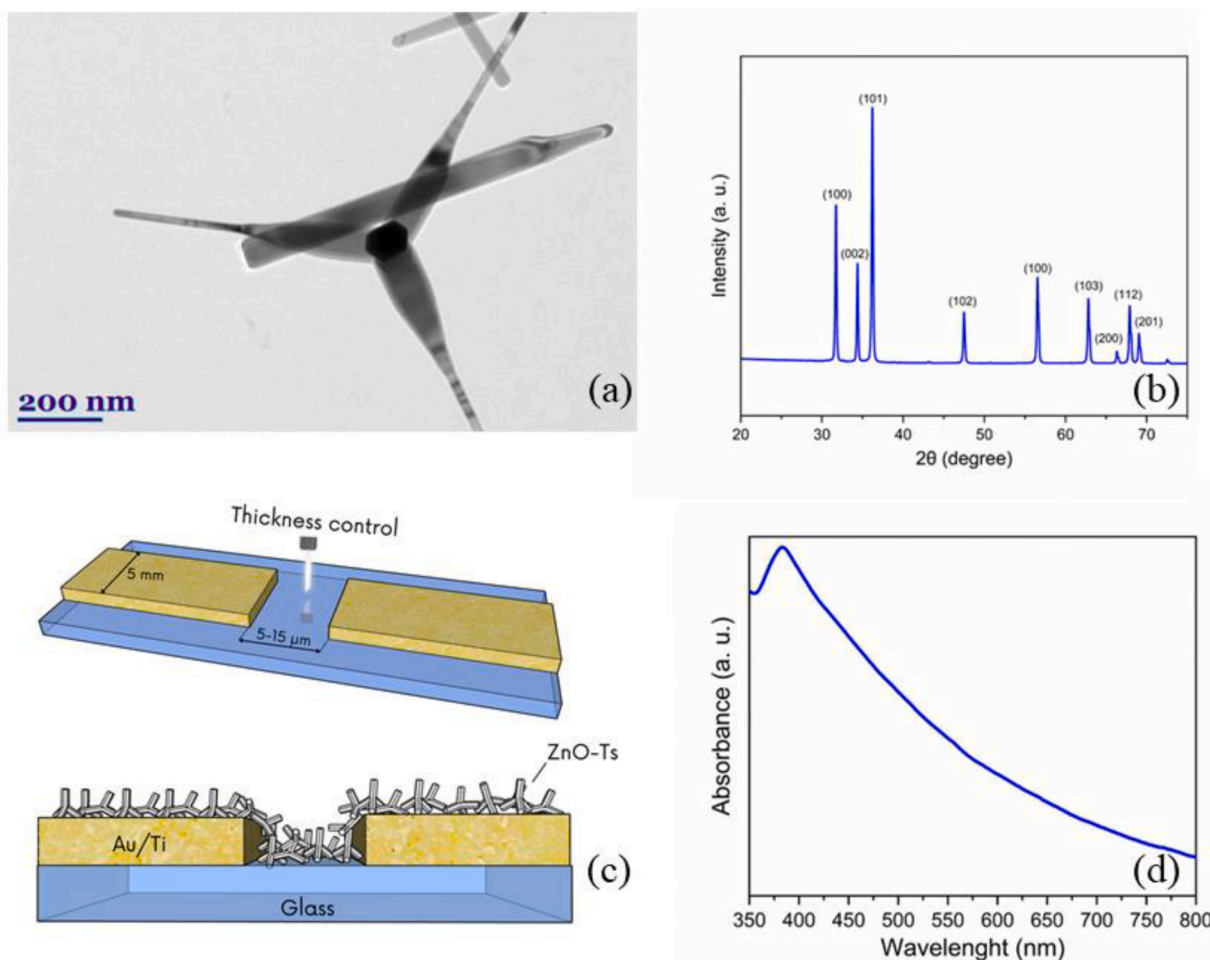 200 nm
(a)
(101)
(100)
(002)
(102)
(100)
(103)
(200)
(112)
(201)
Intensity (a. u.)
20 30 40 50 60 70
2θ (degree)
(b)
Thickness control
5 mm
5-15 µm
ZnO-Ts
Au/Ti
Glass
(c)
Absorbance (a. u.)
350 400 450 500 550 600 650 700 750 800
Wavelenght (nm)
(d)